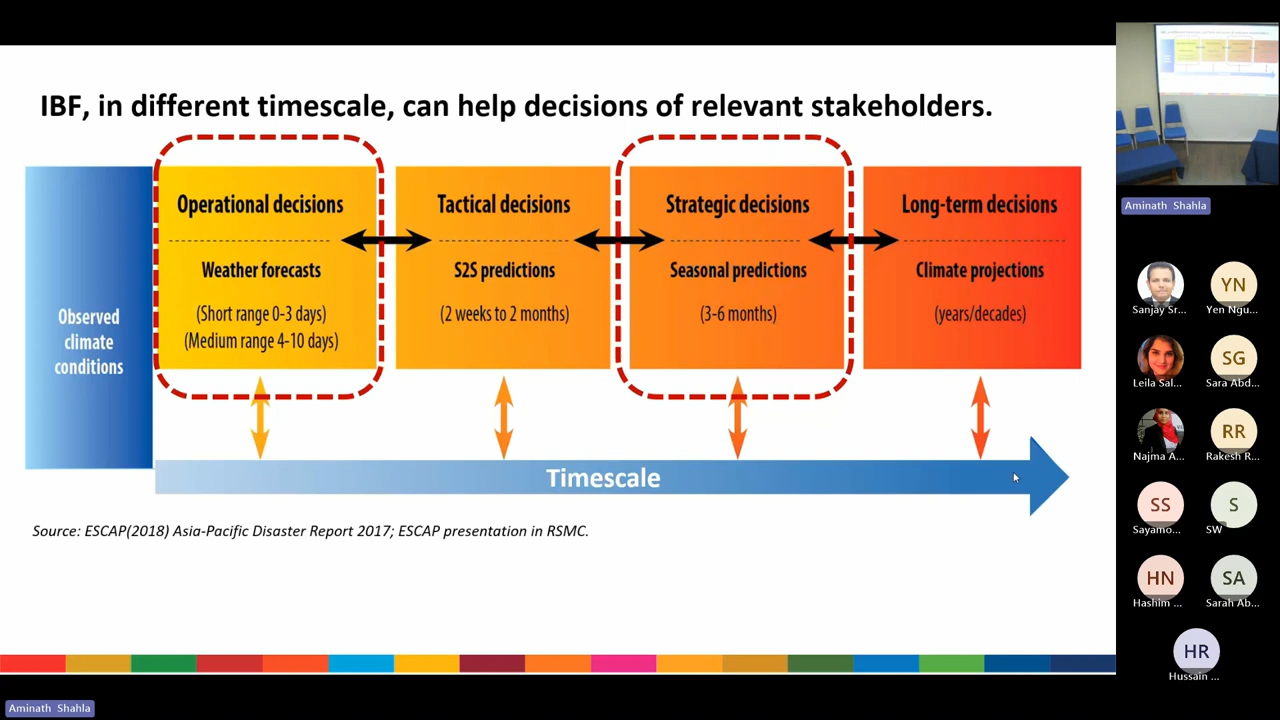 IBF, in different timescale, can help decisions of relevant stakeholders.
Observed
climate
conditions
Operational decisions
Weather forecasts
(Short range 0-3 days)
(Medium range 4-10 days)
Tactical decisions
S2S predictions
(2 weeks to 2 months)
Strategic decisions
Seasonal predictions
(3-6 months)
Long-term decisions
Climate projections
(years/decades)
Timescale
Source: ESCAP(2018) Asia-Pacific Disaster Report 2017; ESCAP presentation in RSMC.
Aminath Shahla
Aminath Shahla
Sanjay Sr...
YN
Yen Ngu...
Leila Sal...
SG
Sara Abd...
Najma A...
RR
Rakesh R...
SS
Sayamo...
S
SW
HN
Hashim ...
SA
Sarah Ab...
HR
Hussain ...